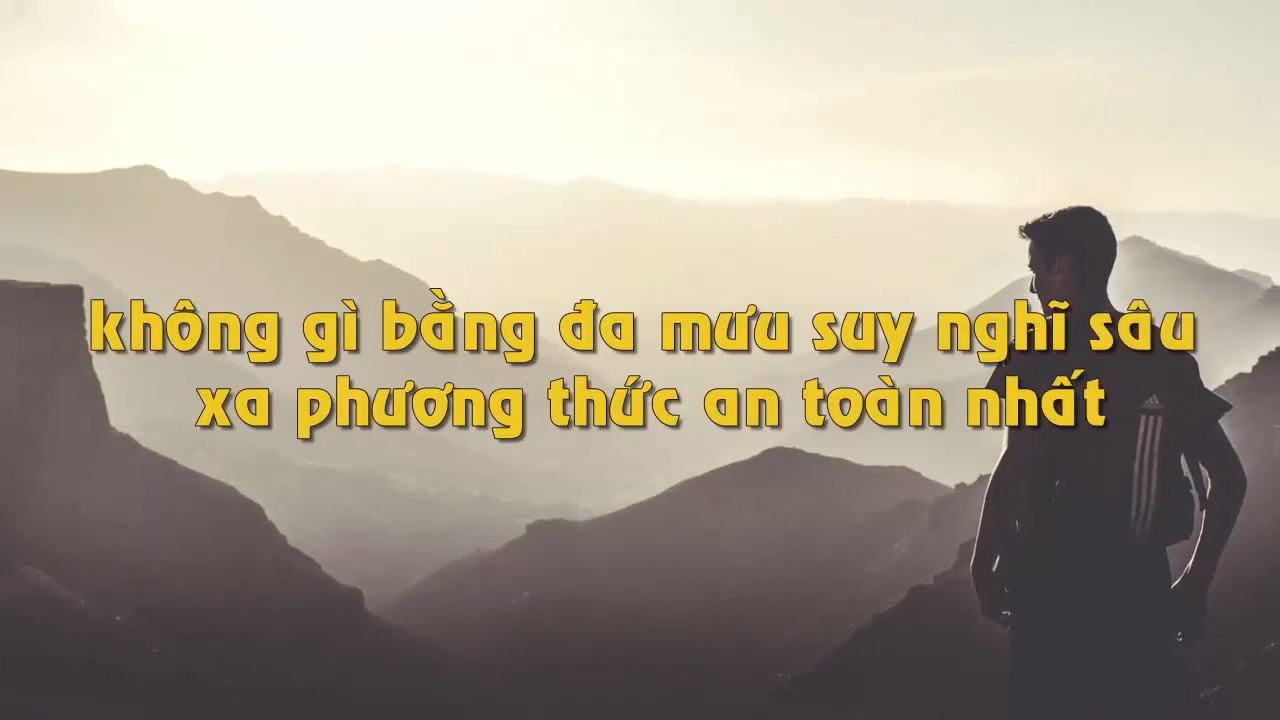 không gì bằng đa mưu suy nghĩ sâu
xa phương thức an toàn nhất